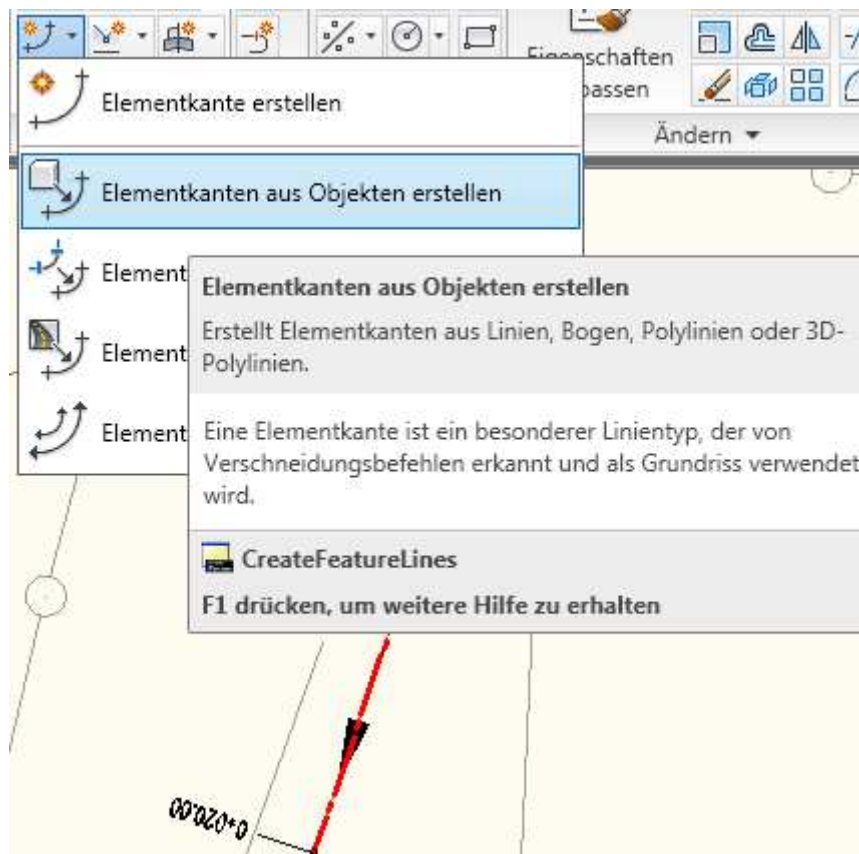 Eigenschaften
passen
Ändern
Elementkante erstellen
Elementkanten aus Objekten erstellen
Element
Element
Element
Elementkanten aus Objekten erstellen
Erstellt Elementkanten aus Linien, Bogen, Polylinien oder 3D-
Polylinien.
Eine Elementkante ist ein besonderer Linientyp, der von
Verschneidungsbefehlen erkannt und als Grundriss verwendet
wird.
CreateFeatureLines
F1 drücken, um weitere Hilfe zu erhalten
0+020.00